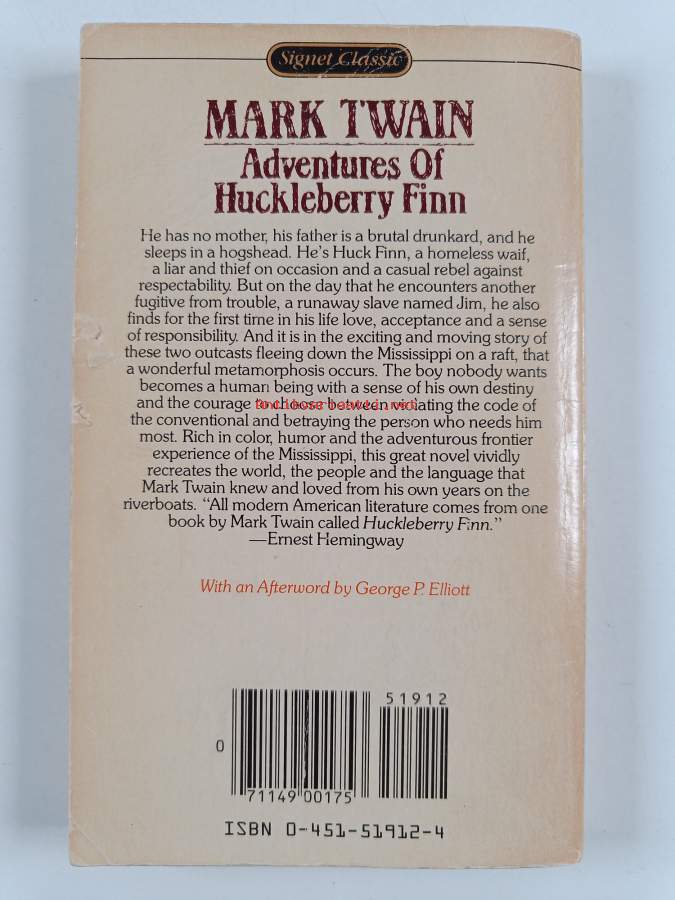 Signet Classic
MARK TWAIN
Adventures Of
Huckleberry Finn
He has no mother, his father is a brutal drunkard, and he
sleeps in a hogshead. He's Huck Finn, a homeless waif,
a liar and thief on occasion and a casual rebel against
respectability. But on the day that he encounters another
fugitive from trouble, a runaway slave named Jim, he also
finds for the first time in his life love, acceptance and a sense
of responsibility. And it is in the exciting and moving story of
these two outcasts fleeing down the Mississippi on a raft, that
a wonderful metamorphosis occurs. The boy nobody wants
becomes a human being with a sense of his own destiny
and the courage to choose between violating the code of
the conventional and betraying the person who needs him
most. Rich in color, humor and the adventurous frontier
experience of the Mississippi, this great novel vividly
recreates the world, the people and the language that
Mark Twain knew and loved from his own years on the
riverboats. “All modern American literature comes from one
book by Mark Twain called Huckleberry Finn.”
—Ernest Hemingway
With an Afterword by George P. Elliott
51912
0
71149 00175
ISBN 0-451-51912-4